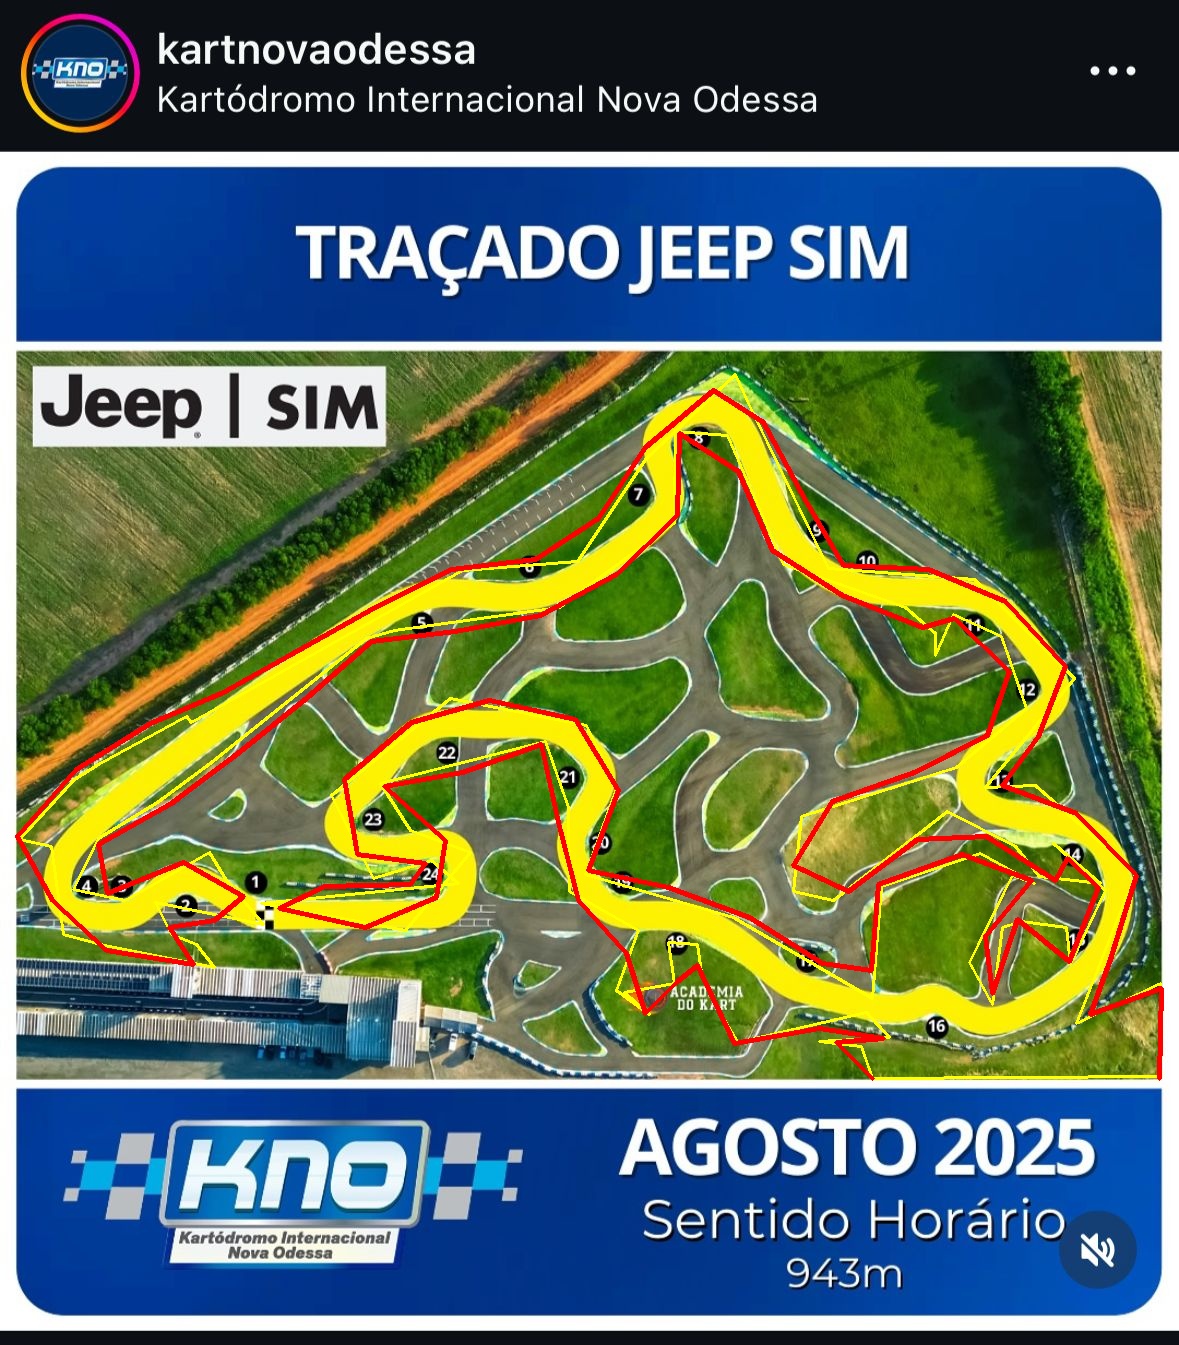 kartnovaodessa
Kartódromo Internacional Nova Odessa
KNO
TRAÇADO JEEP SIM
Jeep | SIM
8
7
9
10
6
5
11
12
22
21
13
23
20
14
24
19
4
3
1
2
18
17
ACADEMIA
DO KART
16
KNO
Kartódromo Internacional
Nova Odessa
AGOSTO 2025
Sentido Horário
943m